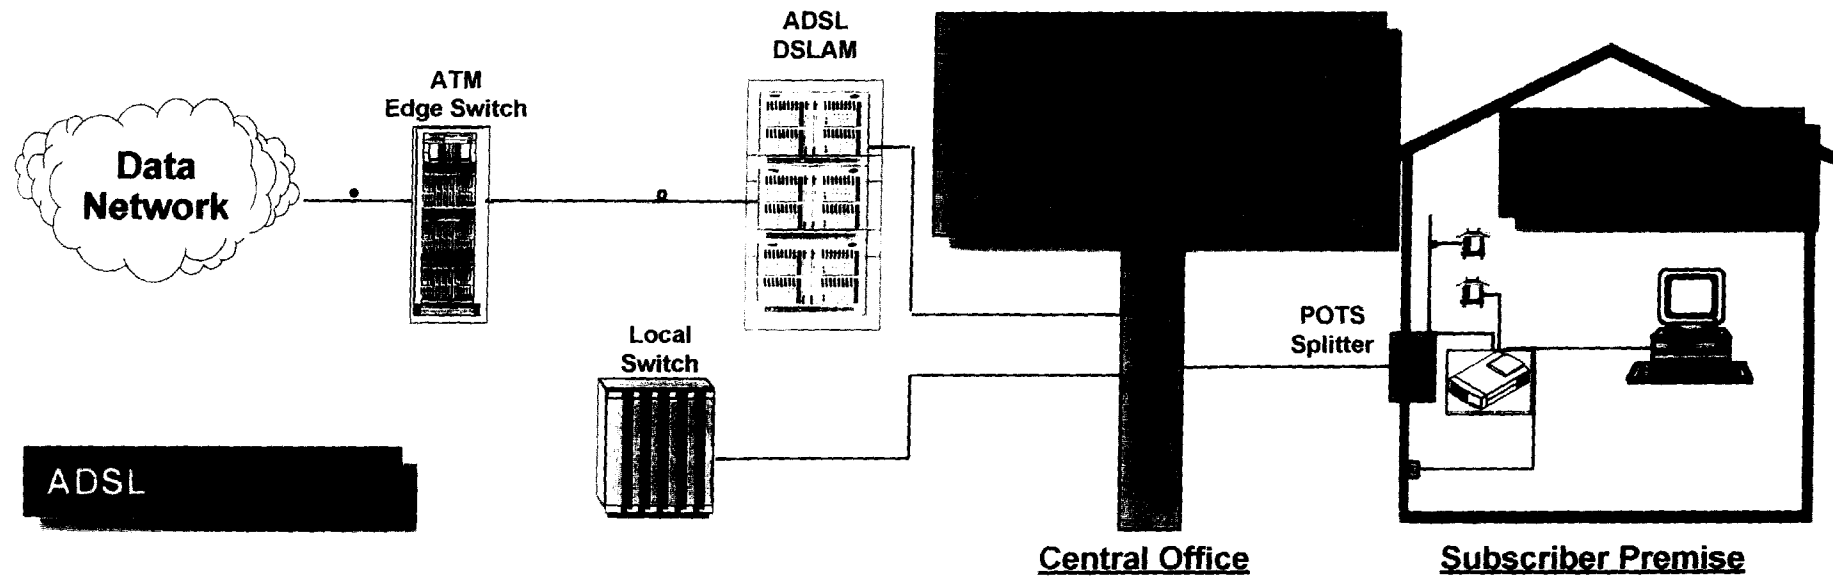 ADSL
DSLAM
ATM
Edge Switch
Data
Network
Local
Switch
POTS
Splitter
ADSL
Central Office
Subscriber Premise